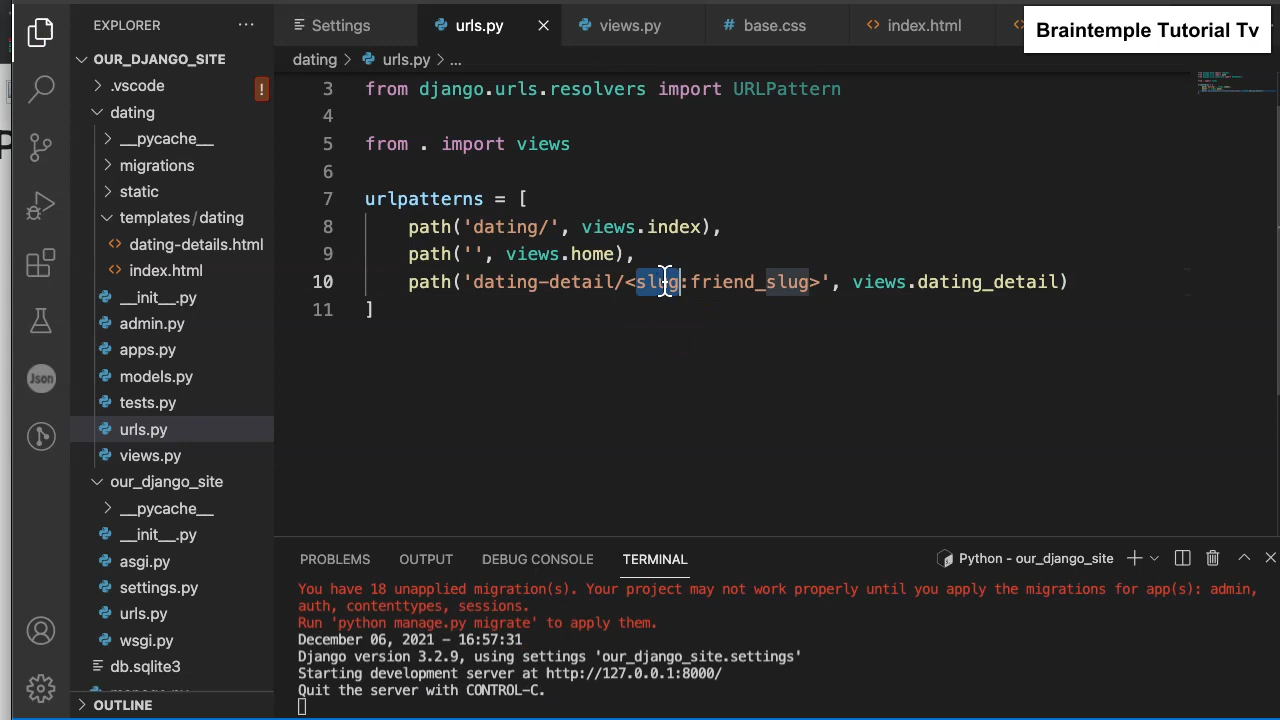 EXPLORER
Settings
urls.py
views.py
base.css
index.html
Braintemple Tutorial Tv
OUR_DJANGO_SITE
.vscode
!
dating
__pycache__
migrations
static
templates/dating
dating-details.html
index.html
__init__.py
admin.py
apps.py
models.py
tests.py
urls.py
views.py
our_django_site
__pycache__
__init__.py
asgi.py
settings.py
urls.py
wsgi.py
db.sqlite3
OUTLINE
Json
dating > urls.py > ...
3 from django.urls.resolvers import URLPattern
4
5 from . import views
6
7 urlpatterns = [
8 path('dating/', views.index),
9 path('', views.home),
10 path('dating-detail/<slug:friend_slug>', views.dating_detail)
11 ]
PROBLEMS OUTPUT DEBUG CONSOLE TERMINAL
Python - our_django_site
You have 18 unapplied migration(s). Your project may not work properly until you apply the migrations for app(s): admin,
auth, contenttypes, sessions.
Run 'python manage.py migrate' to apply them.
December 06, 2021 - 16:57:31
Django version 3.2.9, using settings 'our_django_site.settings'
Starting development server at http://127.0.0.1:8000/
Quit the server with CONTROL-C.